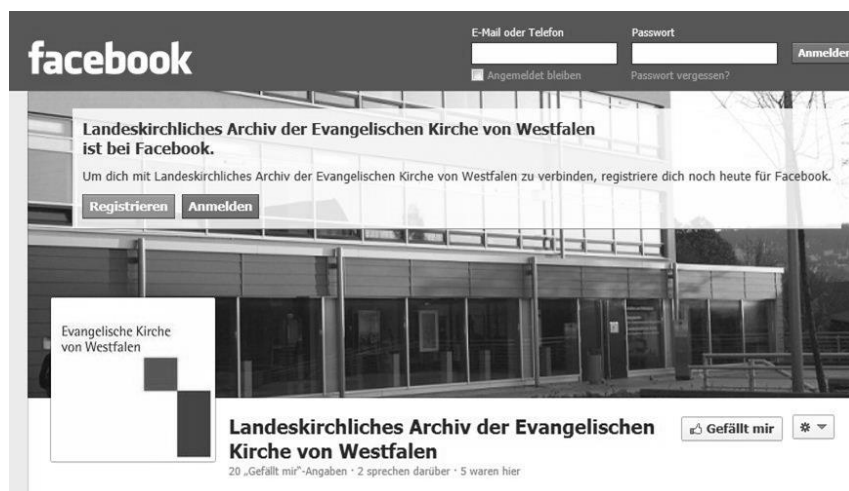 facebook
E-Mail oder Telefon
Passwort
Anmelden
Angemeldet bleiben
Passwort vergessen?
Landeskirchliches Archiv der Evangelischen Kirche von Westfalen
ist bei Facebook.
Um dich mit Landeskirchliches Archiv der Evangelischen Kirche von Westfalen zu verbinden, registriere dich noch heute für Facebook.
Registrieren Anmelden
Evangelische Kirche
von Westfalen
Landeskirchliches Archiv der Evangelischen
Kirche von Westfalen
Gefällt mir
20 „Gefällt mir“-Angaben · 2 sprechen darüber · 5 waren hier